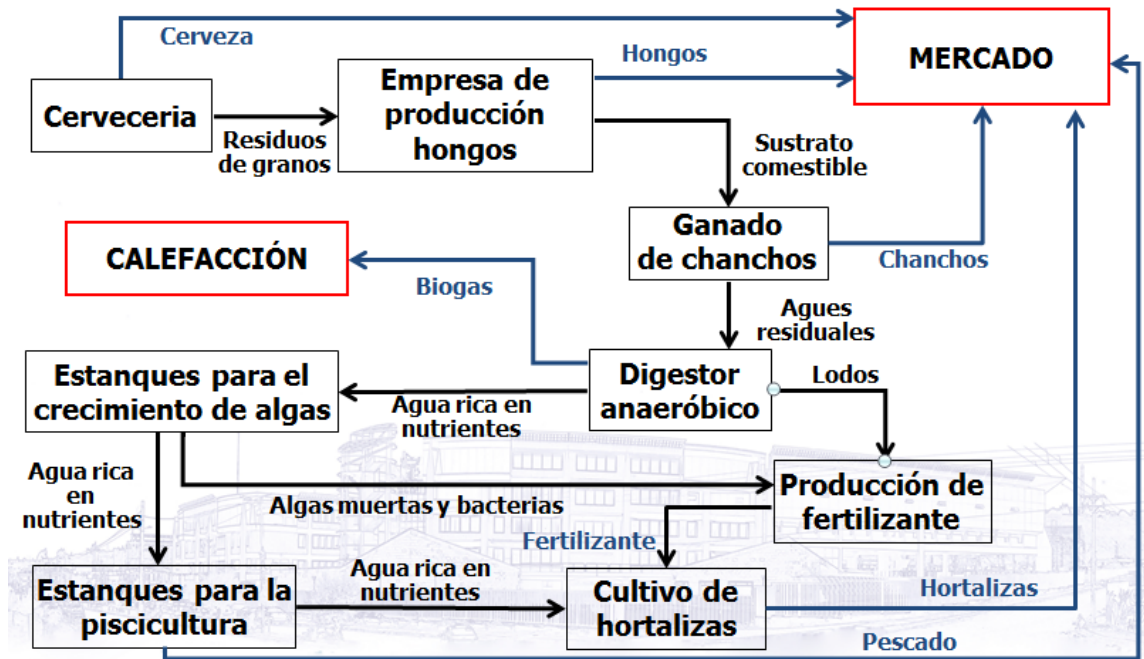 Cerveza
Hongos
MERCADO
Empresa de
producción
hongos
Cerveceria
Residuos
de granos
Sustrato
comestible
Ganado
de chanchos
CALEFACCIÓN
Chanchos
Biogas
Agues
residuales
Estanques para el
crecimiento de algas
Digestor
anaeróbico
Lodos
Agua rica en
nutrientes
Agua rica
en
nutrientes
Algas muertas y bacterias
Producción de
fertilizante
Fertilizante
Agua rica en
nutrientes
Estanques para la
piscicultura
Cultivo de
hortalizas
Hortalizas
Pescado